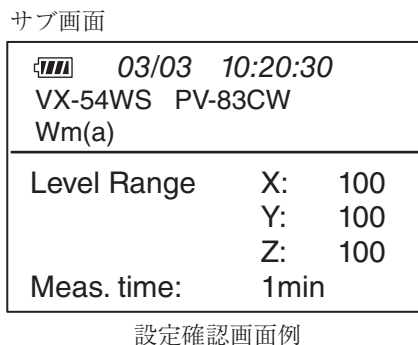 サブ画面
03/03 10:20:30
VX-54WS PV-83CW
Wm(a)
Level Range X: 100
Y: 100
Z: 100
Meas. time: 1min
設定確認画面例